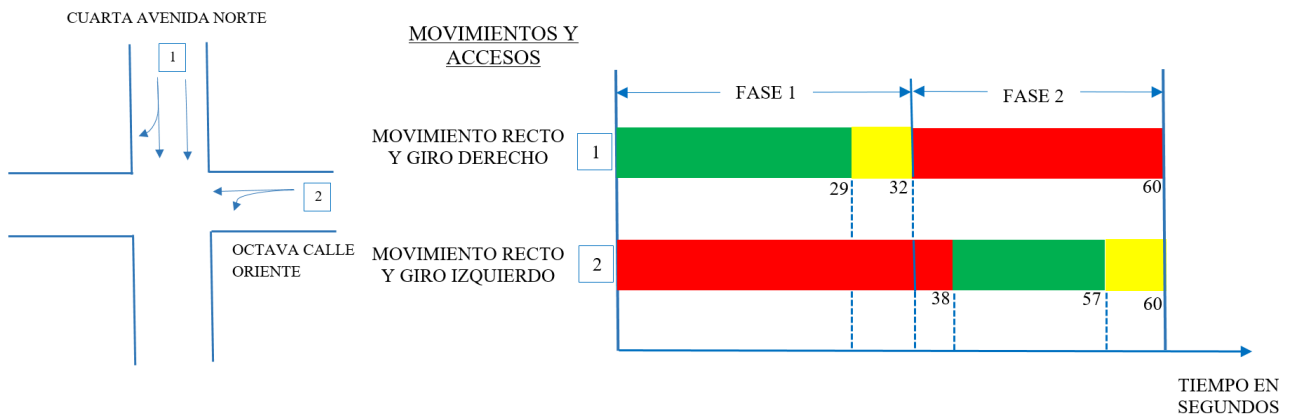 CUARTA AVENIDA NORTE
1
2
OCTAVA CALLE
ORIENTE
MOVIMIENTOS Y
ACCESOS
FASE 1
FASE 2
MOVIMIENTO RECTO
Y GIRO DERECHO
1
29
32
60
MOVIMIENTO RECTO
Y GIRO IZQUIERDO
2
38
57
60
TIEMPO EN
SEGUNDOS